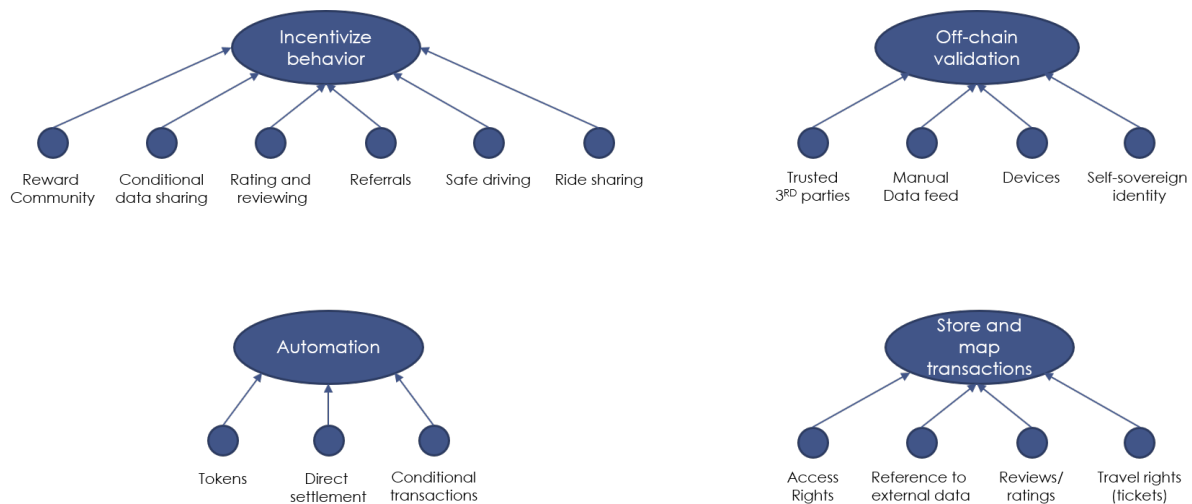 Incentivize
behavior
Reward
Community
Conditional
data sharing
Rating and
reviewing
Referrals
Safe driving
Ride sharing
Off-chain
validation
Trusted
3RD parties
Manual
Data feed
Devices
Self-sovereign
identity
Automation
Tokens
Direct
settlement
Conditional
transactions
Store and
map
transactions
Access
Rights
Reference to
external data
Reviews/
ratings
Travel rights
(tickets)